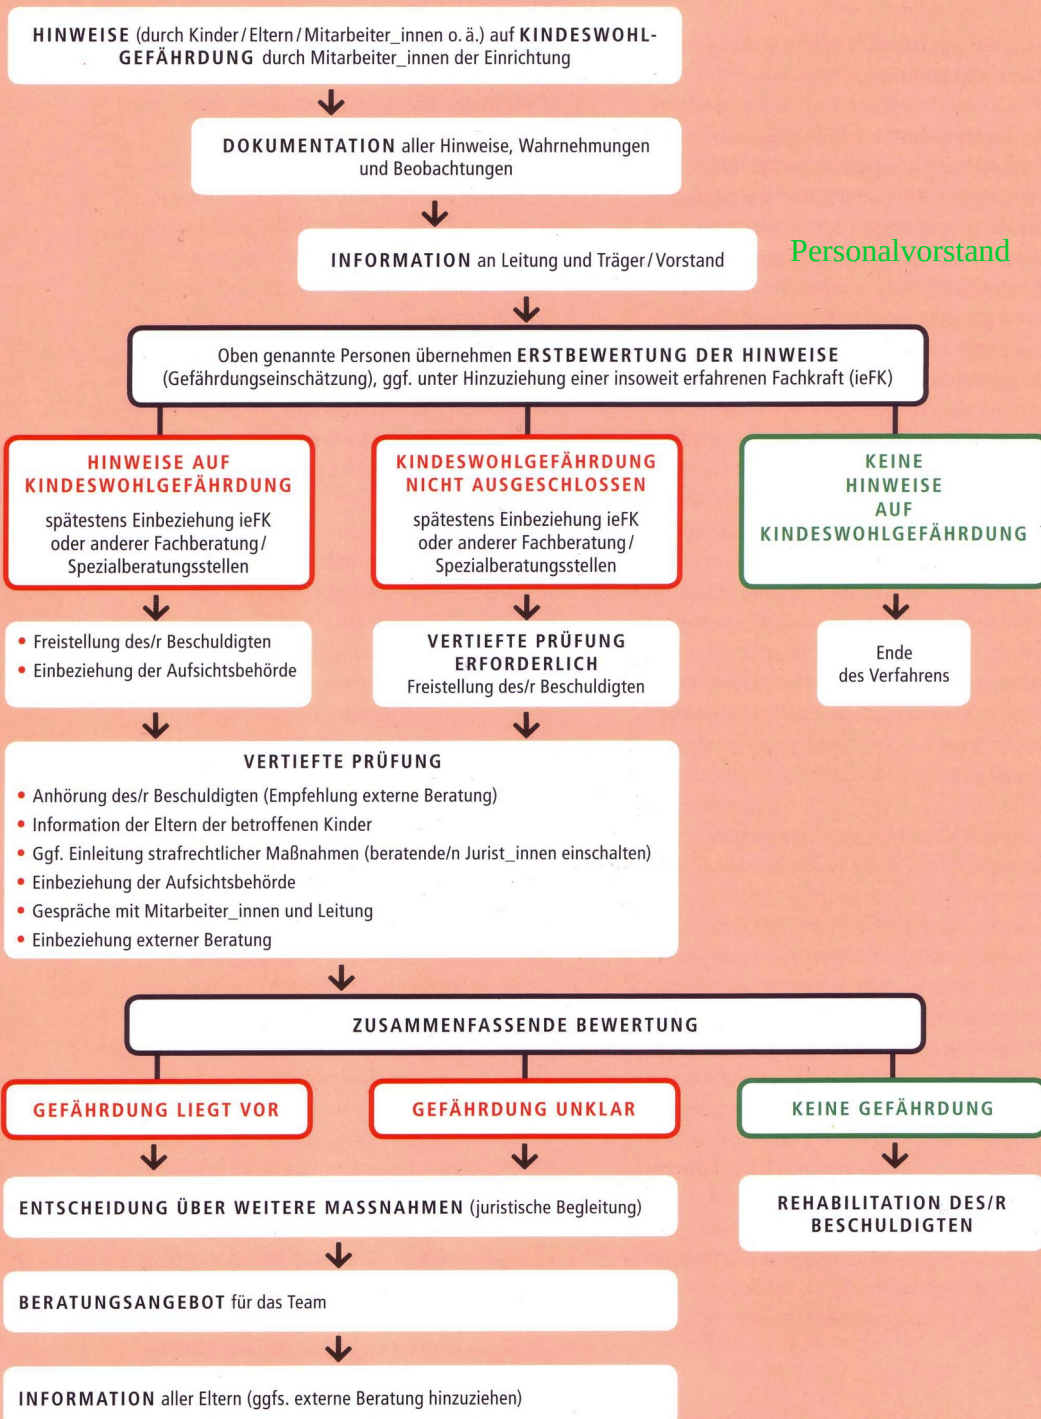 HINWEISE (durch Kinder/Eltern/Mitarbeiter_innen o. ä.) auf KINDESWOHL-
GEFÄHRDUNG durch Mitarbeiter_innen der Einrichtung
DOKUMENTATION aller Hinweise, Wahrnehmungen
und Beobachtungen
INFORMATION an Leitung und Träger/Vorstand
Personalvorstand
Oben genannte Personen übernehmen ERSTBEWERTUNG DER HINWEISE
(Gefährdungseinschätzung), ggf. unter Hinzuziehung einer insoweit erfahrenen Fachkraft (ieFK)
HINWEISE AUF
KINDESWOHLGEFÄHRDUNG
spätestens Einbeziehung ieFK
oder anderer Fachberatung/
Spezialberatungsstellen
KINDESWOHLGEFÄHRDUNG
NICHT AUSGESCHLOSSEN
spätestens Einbeziehung ieFK
oder anderer Fachberatung/
Spezialberatungsstellen
KEINE
HINWEISE
AUF
KINDESWOHLGEFÄHRDUNG
• Freistellung des/r Beschuldigten
• Einbeziehung der Aufsichtsbehörde
VERTIEFTE PRÜFUNG
ERFORDERLICH
Freistellung des/r Beschuldigten
Ende
des Verfahrens
VERTIEFTE PRÜFUNG
• Anhörung des/r Beschuldigten (Empfehlung externe Beratung)
• Information der Eltern der betroffenen Kinder
• Ggf. Einleitung strafrechtlicher Maßnahmen (beratende/n Jurist_innen einschalten)
• Einbeziehung der Aufsichtsbehörde
• Gespräche mit Mitarbeiter_innen und Leitung
• Einbeziehung externer Beratung
ZUSAMMENFASSENDE BEWERTUNG
GEFÄHRDUNG LIEGT VOR
GEFÄHRDUNG UNKLAR
KEINE GEFÄHRDUNG
ENTSCHEIDUNG ÜBER WEITERE MASSNAHMEN (juristische Begleitung)
REHABILITATION DES/R
BESCHULDIGTEN
BERATUNGSANGEBOT für das Team
INFORMATION aller Eltern (ggfs. externe Beratung hinzuziehen)